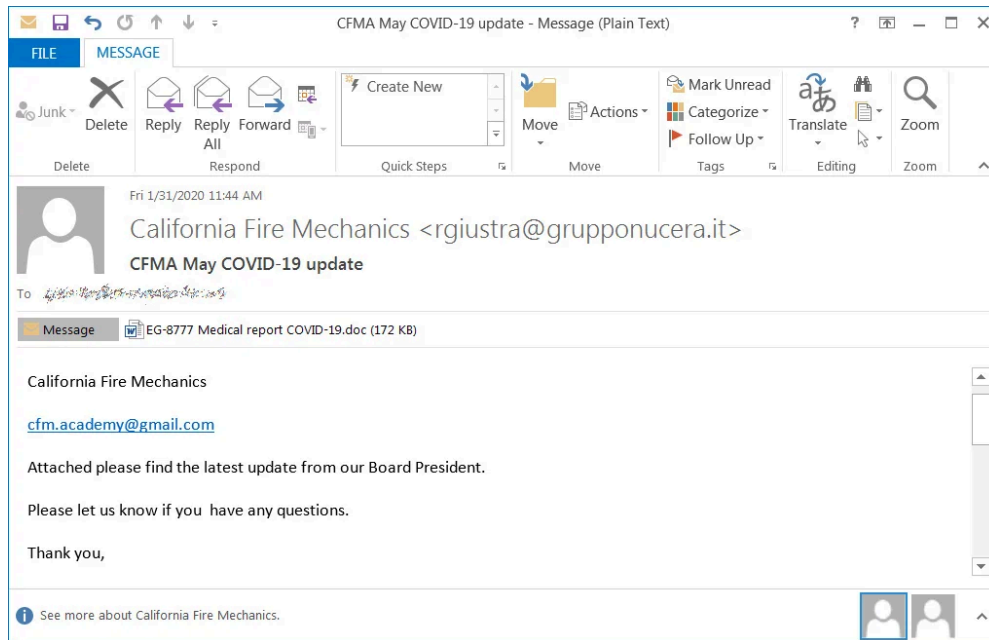 CFMA May COVID-19 update - Message (Plain Text)
?
FILE MESSAGE
Junk
Delete
Reply
Reply All
Forward
Create New
Move
Actions
Mark Unread
Categorize
Follow Up
Translate
Zoom
Delete Respond Quick Steps Move Tags Editing Zoom
Fri 1/31/2020 11:44 AM
California Fire Mechanics <rgiustra@grupponucera.it>
CFMA May COVID-19 update
To
Message EG-8777 Medical report COVID-19.doc (172 KB)
California Fire Mechanics
cfm.academy@gmail.com
Attached please find the latest update from our Board President.
Please let us know if you have any questions.
Thank you,
See more about California Fire Mechanics.